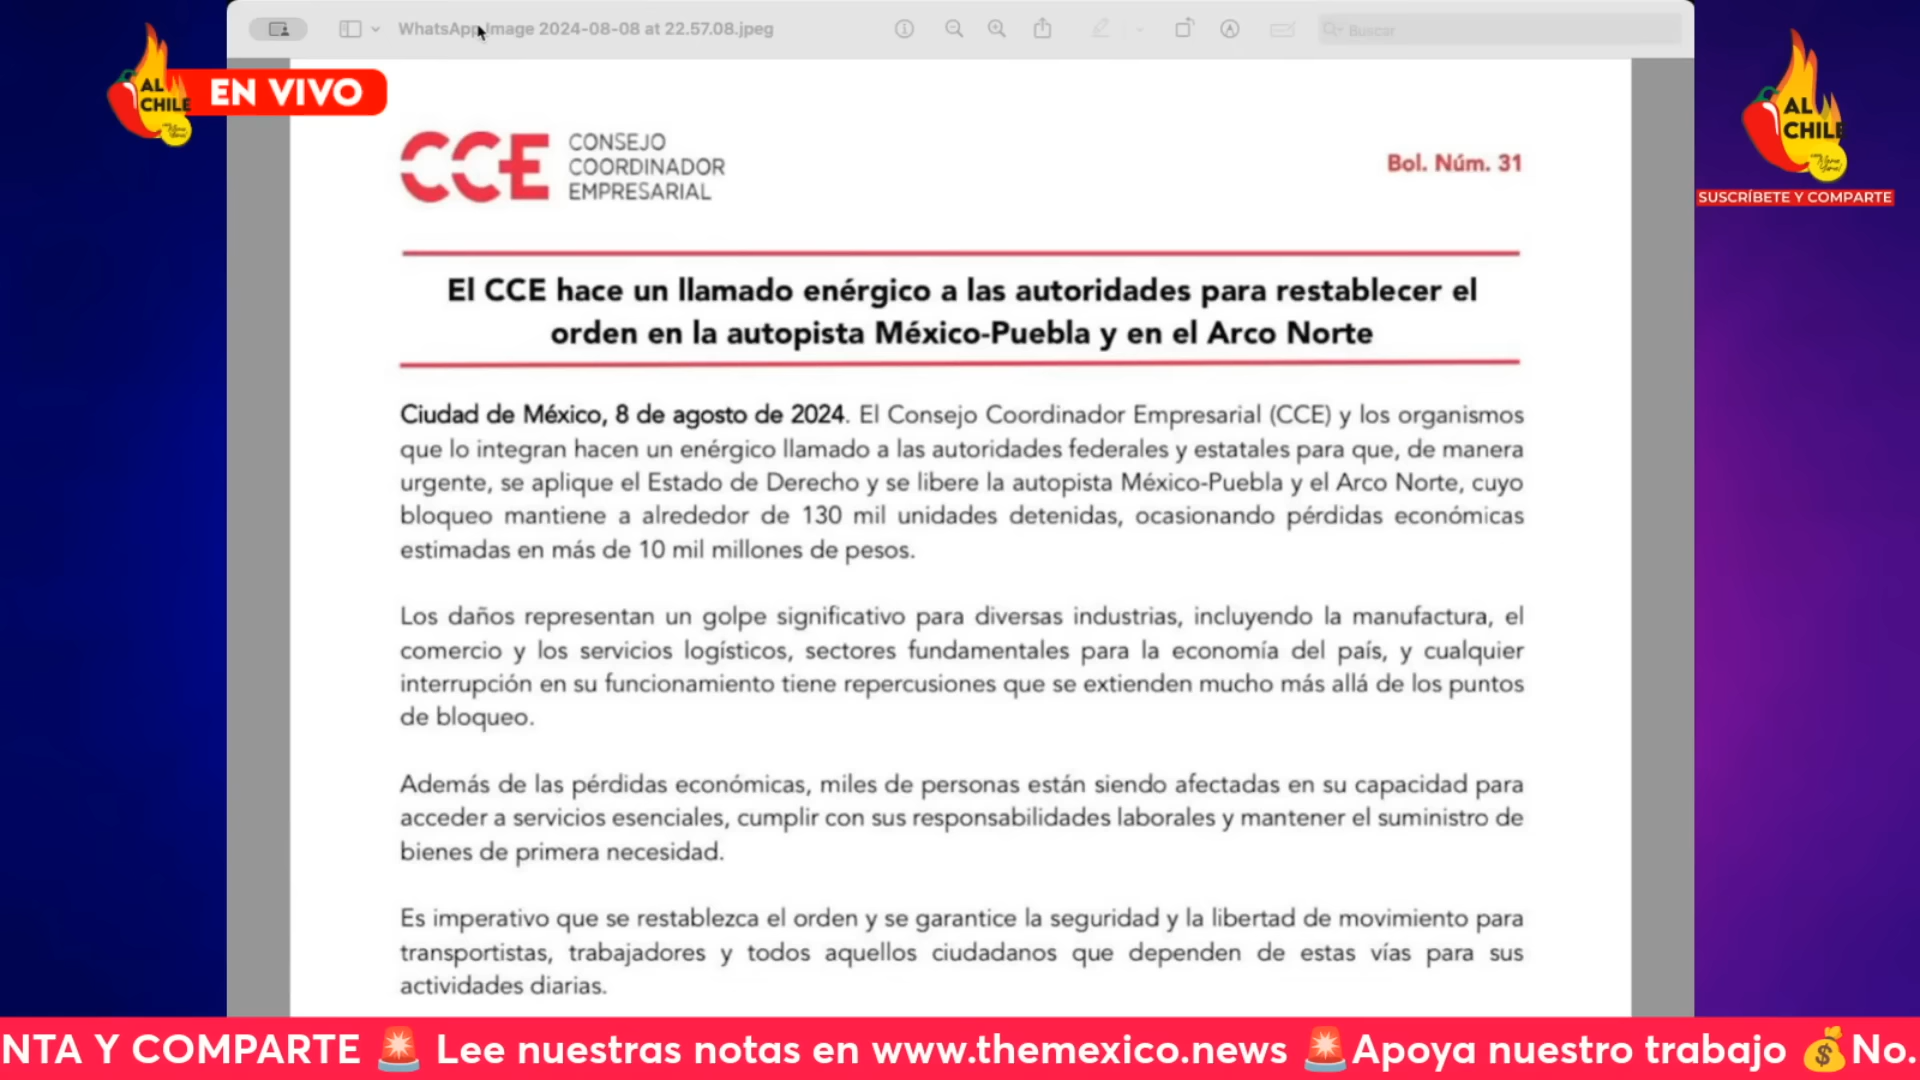 WhatsApp Image 2024-08-08 at 22.57.08.jpeg
Buscar
AL
CHILE
EN VIVO
AL
CHILE
SUSCRÍBETE Y COMPARTE
CCE CONSEJO
COORDINADOR
EMPRESARIAL
Bol. Núm. 31
El CCE hace un llamado enérgico a las autoridades para restablecer el
orden en la autopista México-Puebla y en el Arco Norte
Ciudad de México, 8 de agosto de 2024. El Consejo Coordinador Empresarial (CCE) y los organismos
que lo integran hacen un enérgico llamado a las autoridades federales y estatales para que, de manera
urgente, se aplique el Estado de Derecho y se libere la autopista México-Puebla y el Arco Norte, cuyo
bloqueo mantiene a alrededor de 130 mil unidades detenidas, ocasionando pérdidas económicas
estimadas en más de 10 mil millones de pesos.
Los daños representan un golpe significativo para diversas industrias, incluyendo la manufactura, el
comercio y los servicios logísticos, sectores fundamentales para la economía del país, y cualquier
interrupción en su funcionamiento tiene repercusiones que se extienden mucho más allá de los puntos
de bloqueo.
Además de las pérdidas económicas, miles de personas están siendo afectadas en su capacidad para
acceder a servicios esenciales, cumplir con sus responsabilidades laborales y mantener el suministro de
bienes de primera necesidad.
Es imperativo que se restablezca el orden y se garantice la seguridad y la libertad de movimiento para
transportistas, trabajadores y todos aquellos ciudadanos que dependen de estas vías para sus
actividades diarias.
NTA Y COMPARTE 🚨 Lee nuestras notas en www.themexico.news 🚨Apoya nuestro trabajo 💰No.